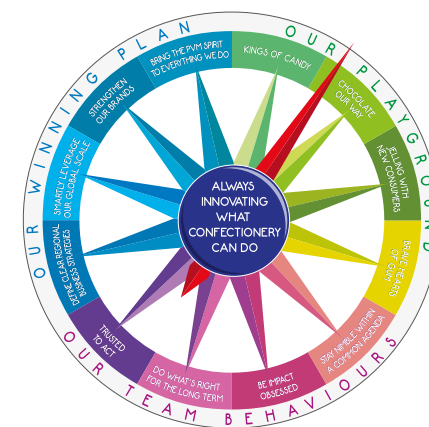 OUR WINNING PLAN
OUR PLAYGROUND
OUR TEAM BEHAVIOURS
BRING THE PVM SPIRIT
TO EVERYTHING WE DO
KINGS OF CANDY
CHOCOLATE
OUR WAY
JELLING WITH
NEW CONSUMERS
BRAVE HEARTS
OF GUM
STAY NIMBLE WITHIN
A COMMON AGENDA
BE IMPACT
OBSESSED
DO WHAT'S RIGHT
FOR THE LONG TERM
TRUSTED
TO ACT
DEFINE CLEAR REGIONAL
BUSINESS STRATEGIES
SMARTLY LEVERAGE
OUR GLOBAL SCALE
STRENGTHEN
OUR BRANDS
ALWAYS
INNOVATING
WHAT
CONFECTIONERY
CAN DO